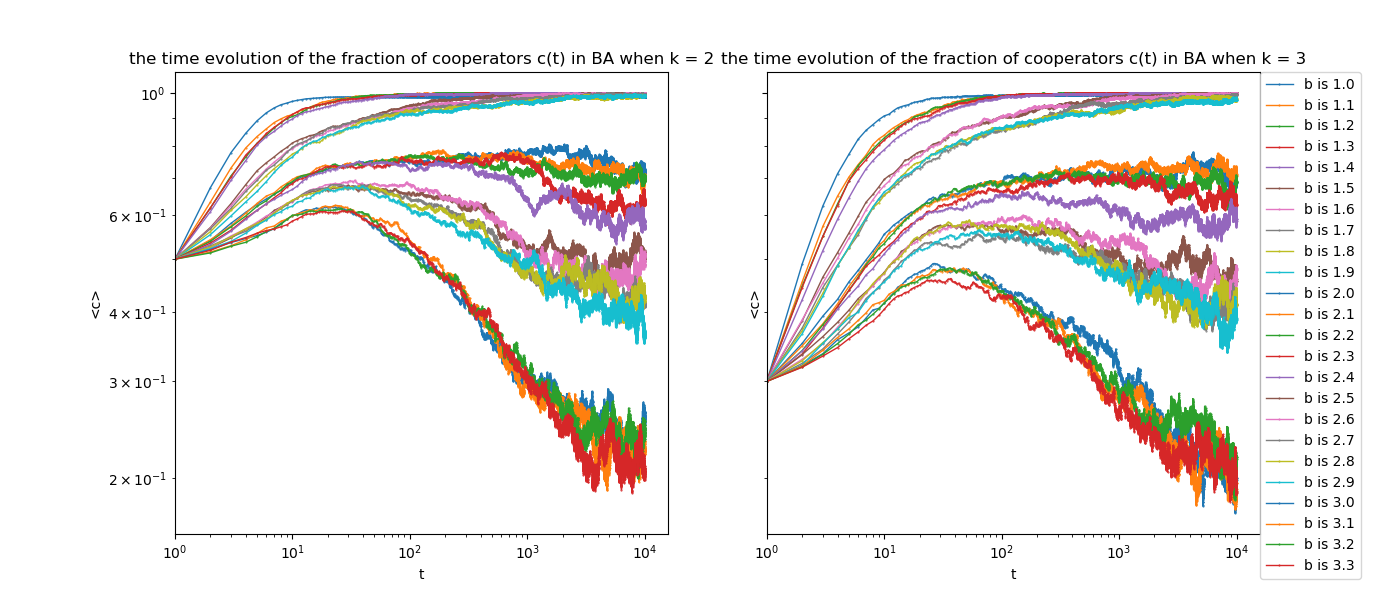 the time evolution of the fraction of cooperators c(t) in BA when k = 2
the time evolution of the fraction of cooperators c(t) in BA when k = 3
10⁰
6 × 10⁻¹
4 × 10⁻¹
3 × 10⁻¹
2 × 10⁻¹
<c>
10⁰
10¹
10²
10³
10⁴
t
<c>
10⁰
10¹
10²
10³
10⁴
t
b is 1.0
b is 1.1
b is 1.2
b is 1.3
b is 1.4
b is 1.5
b is 1.6
b is 1.7
b is 1.8
b is 1.9
b is 2.0
b is 2.1
b is 2.2
b is 2.3
b is 2.4
b is 2.5
b is 2.6
b is 2.7
b is 2.8
b is 2.9
b is 3.0
b is 3.1
b is 3.2
b is 3.3